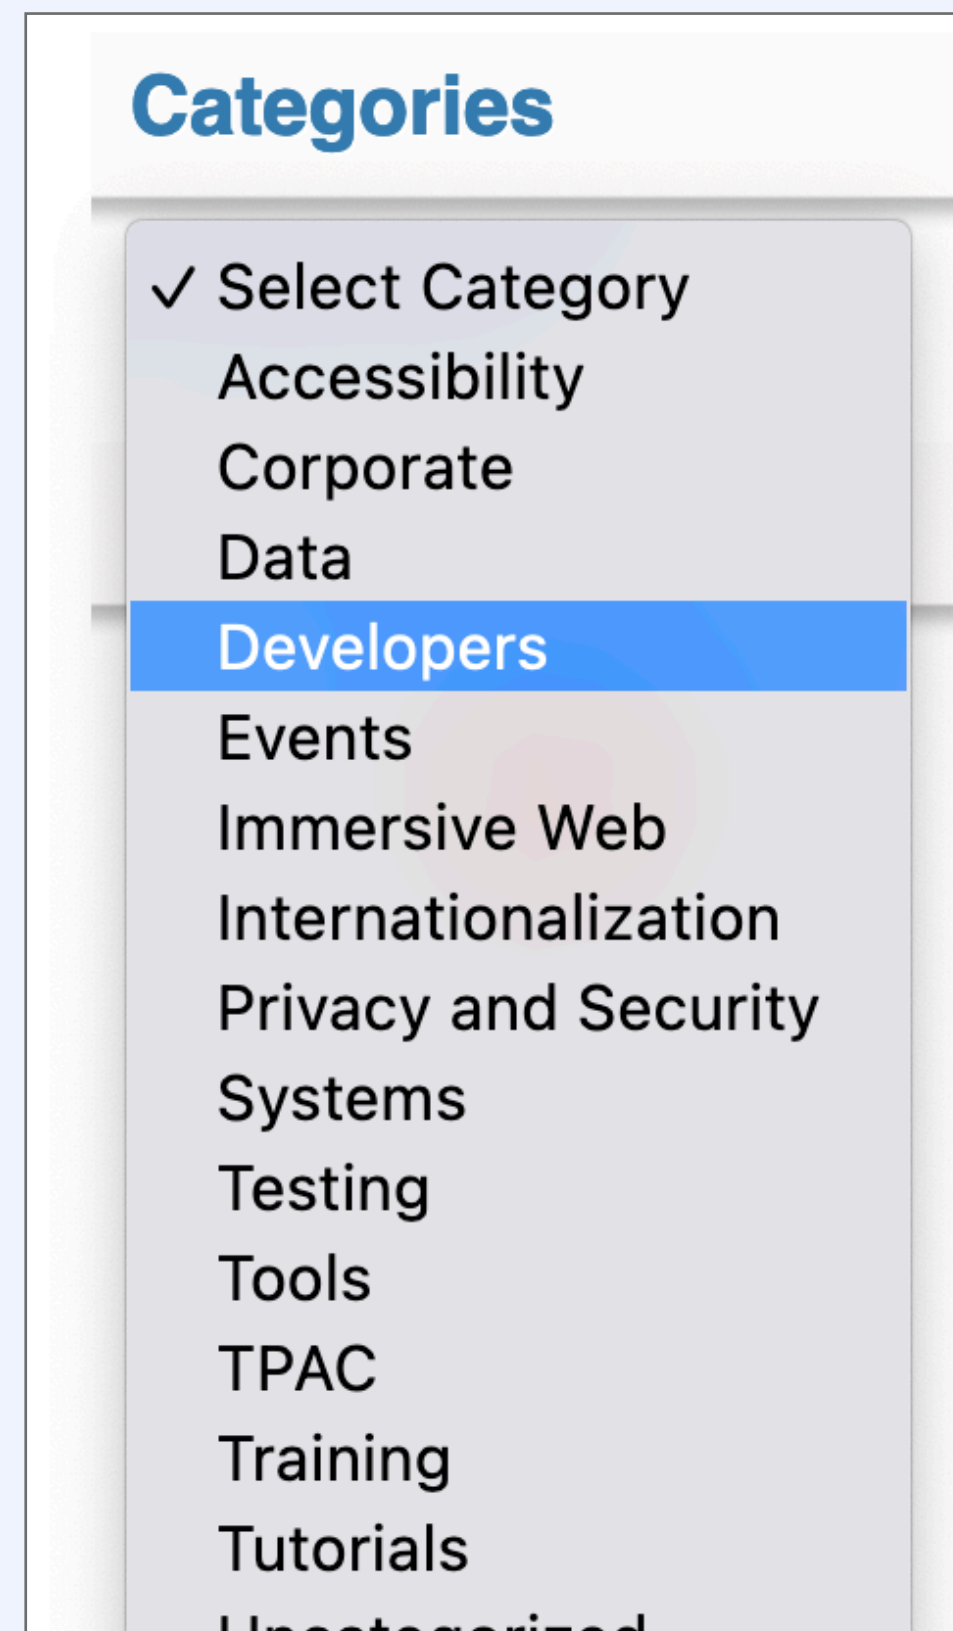 Categories
✓ Select Category
Accessibility
Corporate
Data
Developers
Events
Immersive Web
Internationalization
Privacy and Security
Systems
Testing
Tools
TPAC
Training
Tutorials
Uncategorized